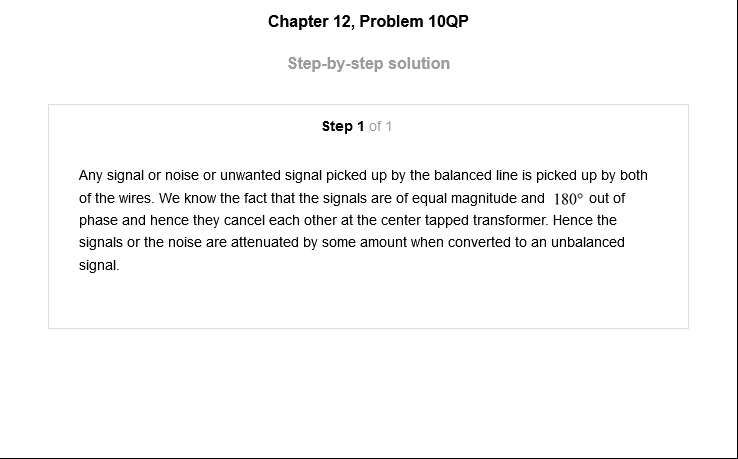 Chapter 12, Problem 10QP
Step-by-step solution
Step 1 of 1
Any signal or noise or unwanted signal picked up by the balanced line is picked up by both
of the wires. We know the fact that the signals are of equal magnitude and 180° out of
phase and hence they cancel each other at the center tapped transformer. Hence the
signals or the noise are attenuated by some amount when converted to an unbalanced
signal.